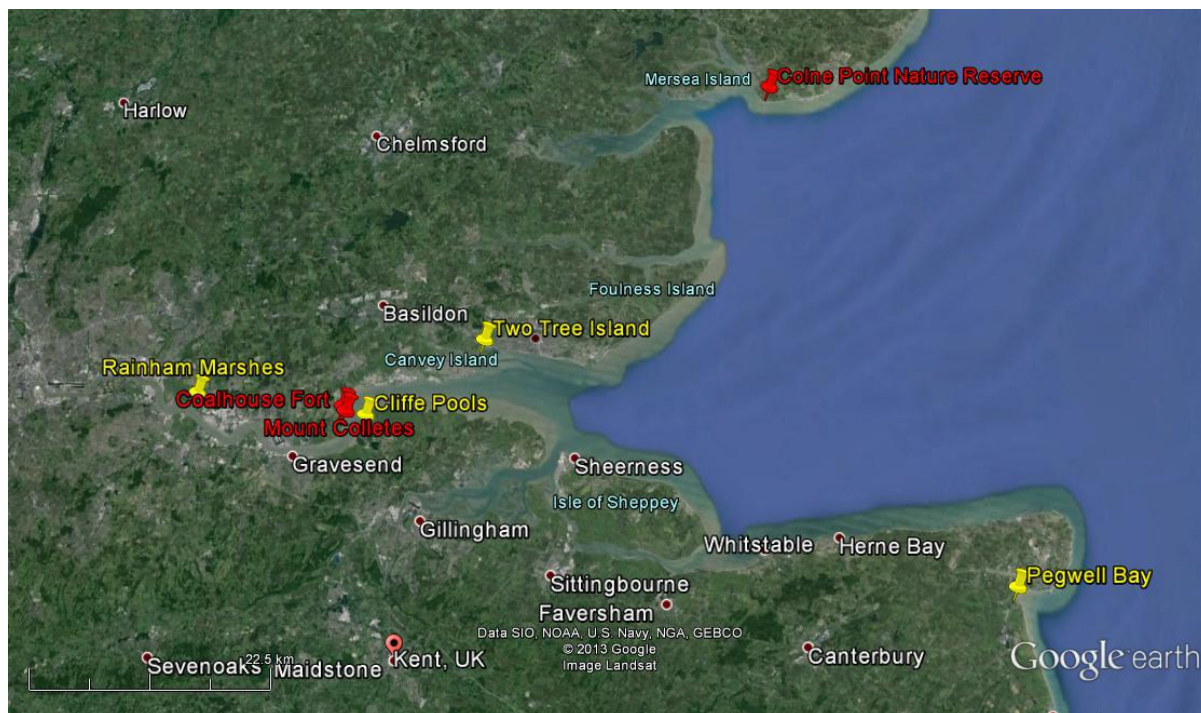 Mersea Island
Colne Point Nature Reserve
Harlow
Chelmsford
Foulness Island
Basildon
Two Tree Island
Canvey Island
Rainham Marshes
Coalhouse Fort
Cliffe Pools
Mount Colletes
Gravesend
Sheerness
Isle of Sheppey
Gillingham
Whitstable
Herne Bay
Pegwell Bay
Sittingbourne
Faversham
Data SIO, NOAA, U.S. Navy, NGA, GEBCO
© 2013 Google
Image Landsat
Canterbury
Google earth
Sevenoaks
22.5 km
Maidstone
Kent, UK